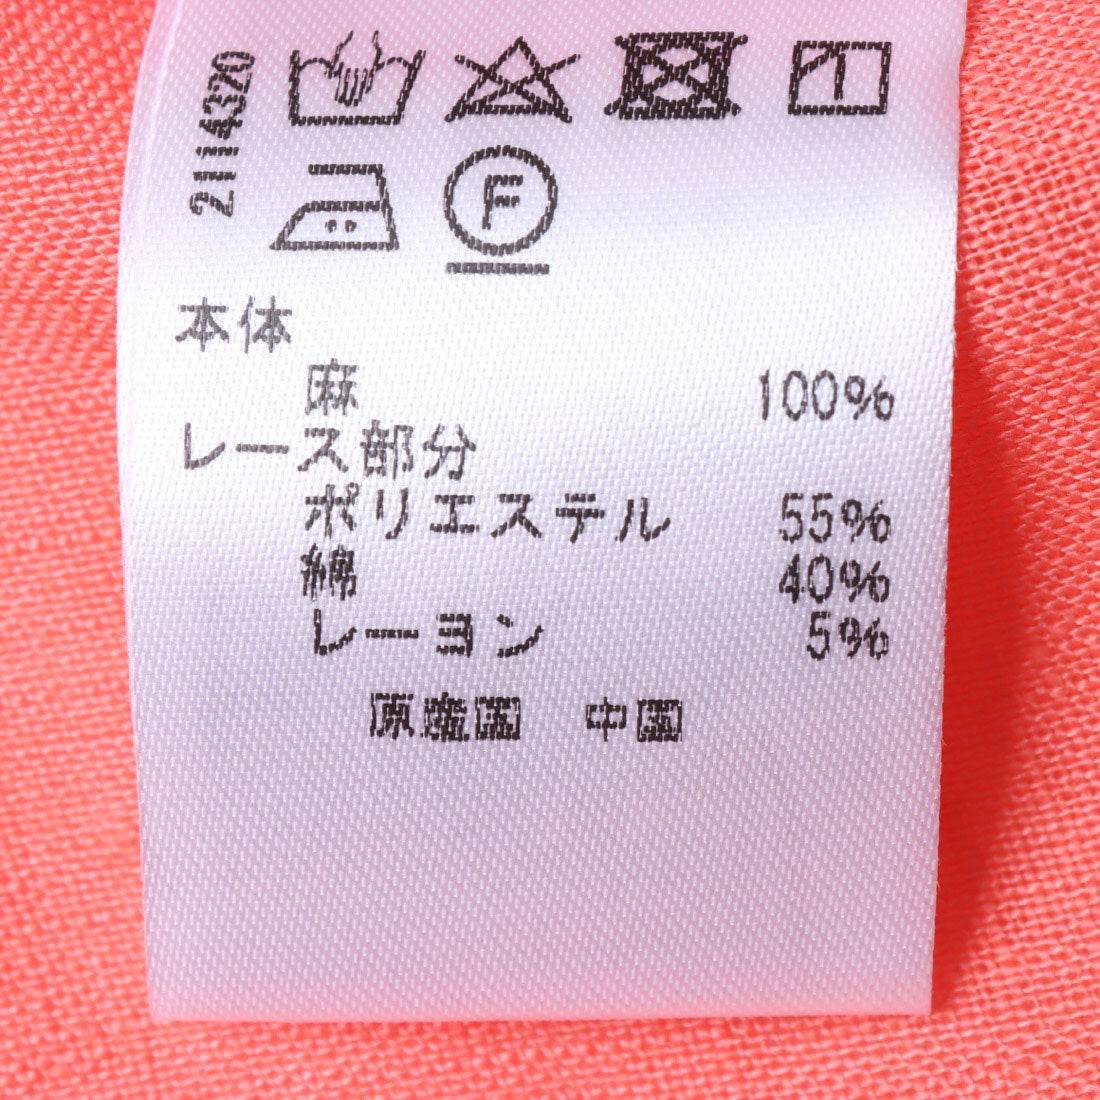 2114320
F
本体
麻 100%
レース部分
ポリエステル 55%
綿 40%
レーヨン 5%
原産国 中国